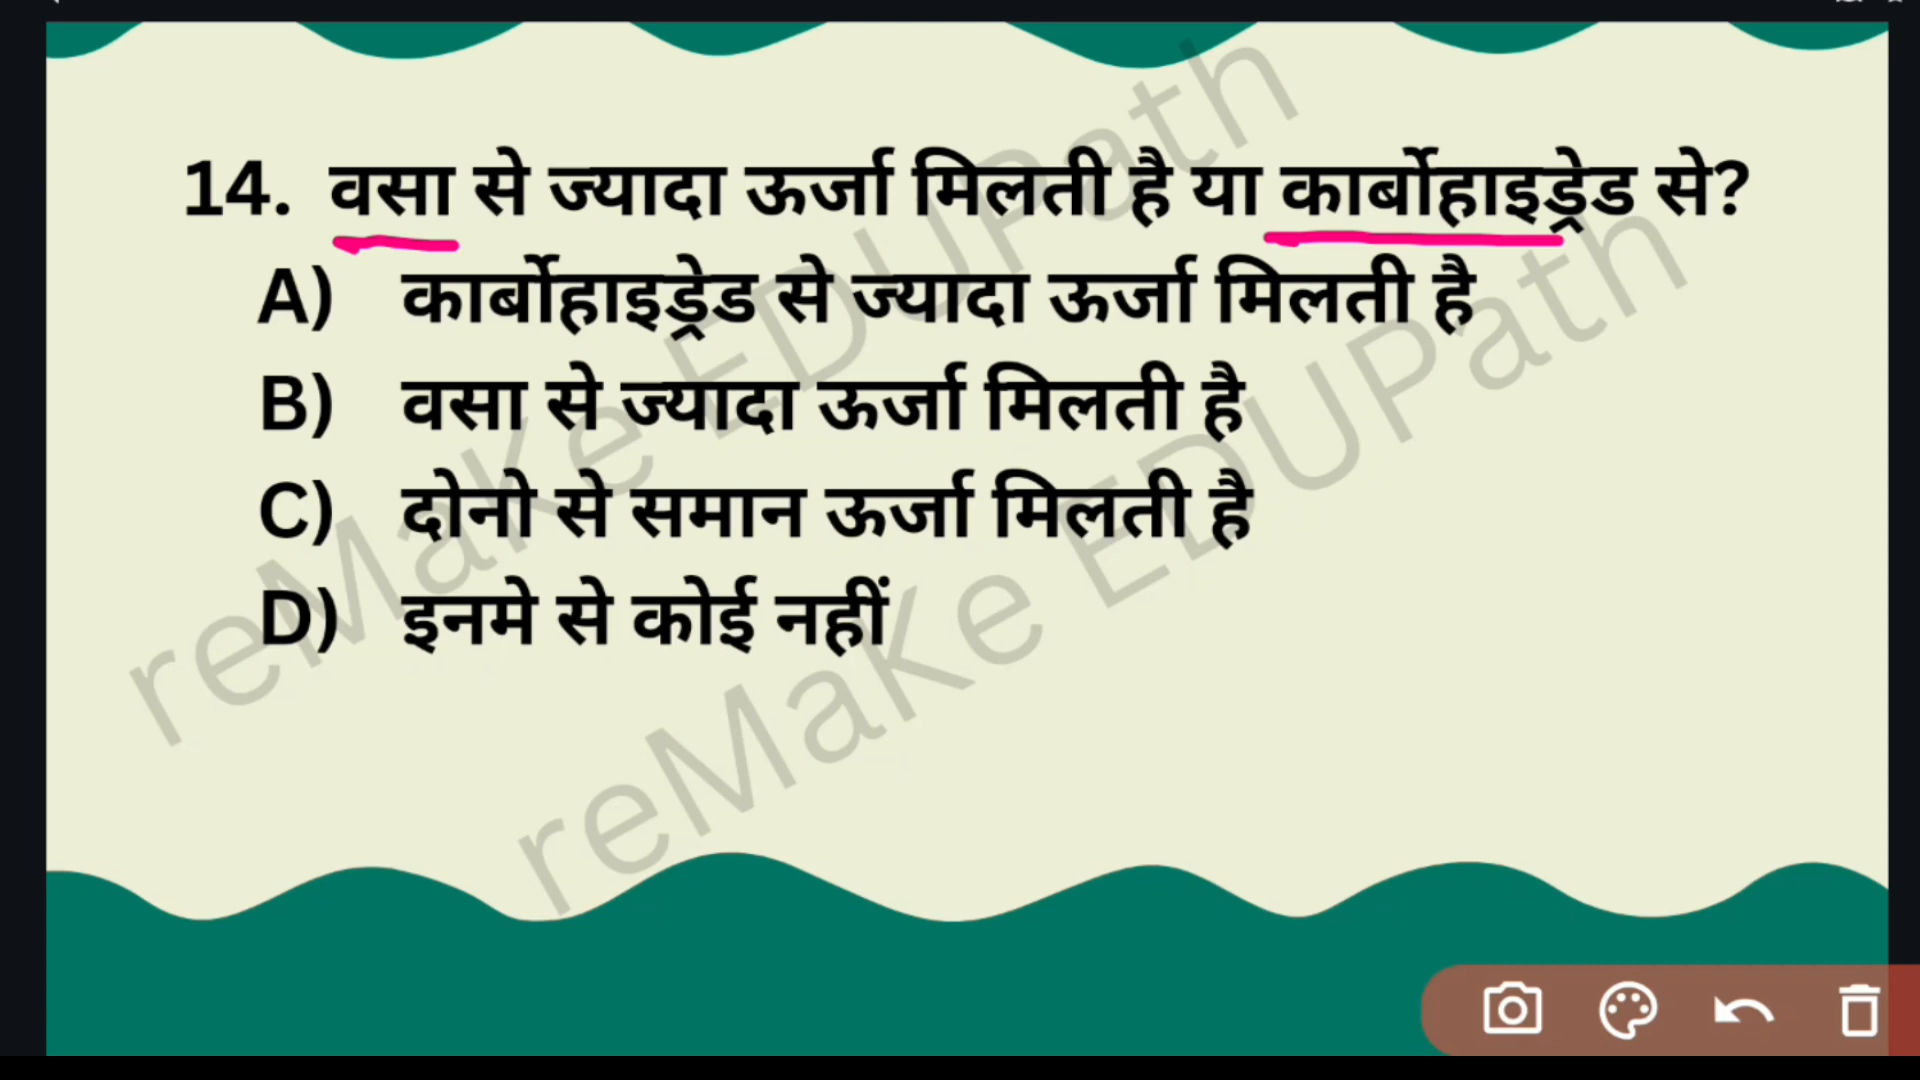 14. वसा से ज्यादा ऊर्जा मिलती है या कार्बोहाइड्रेड से?
A) कार्बोहाइड्रेड से ज्यादा ऊर्जा मिलती है
B) वसा से ज्यादा ऊर्जा मिलती है
C) दोनो से समान ऊर्जा मिलती है
D) इनमे से कोई नहीं
reMaKe EDUPath
reMaKe EDUPath